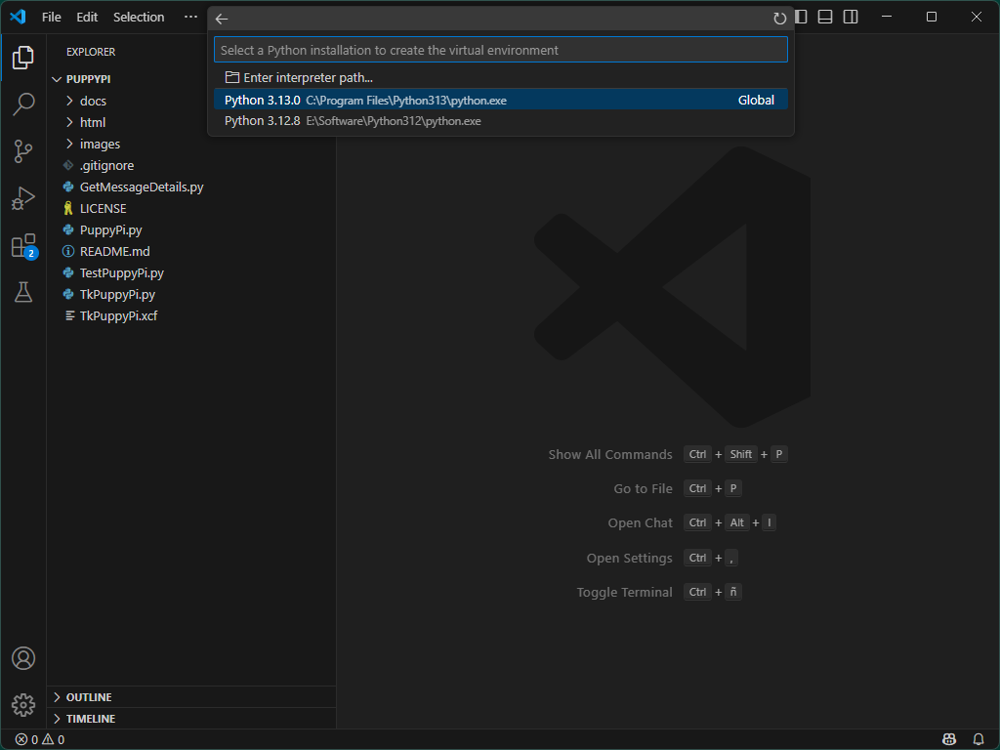 File Edit Selection ···
Select a Python installation to create the virtual environment
Enter interpreter path...
Python 3.13.0 C:\Program Files\Python313\python.exe Global
Python 3.12.8 E:\Software\Python312\python.exe
EXPLORER
PUPPYPI
docs
html
images
.gitignore
GetMessageDetails.py
LICENSE
PuppyPi.py
README.md
TestPuppyPi.py
TkPuppyPi.py
TkPuppyPi.xcf
2
Show All Commands Ctrl + Shift + P
Go to File Ctrl + P
Open Chat Ctrl + Alt + I
Open Settings Ctrl + ,
Toggle Terminal Ctrl + ñ
OUTLINE
TIMELINE
0 0